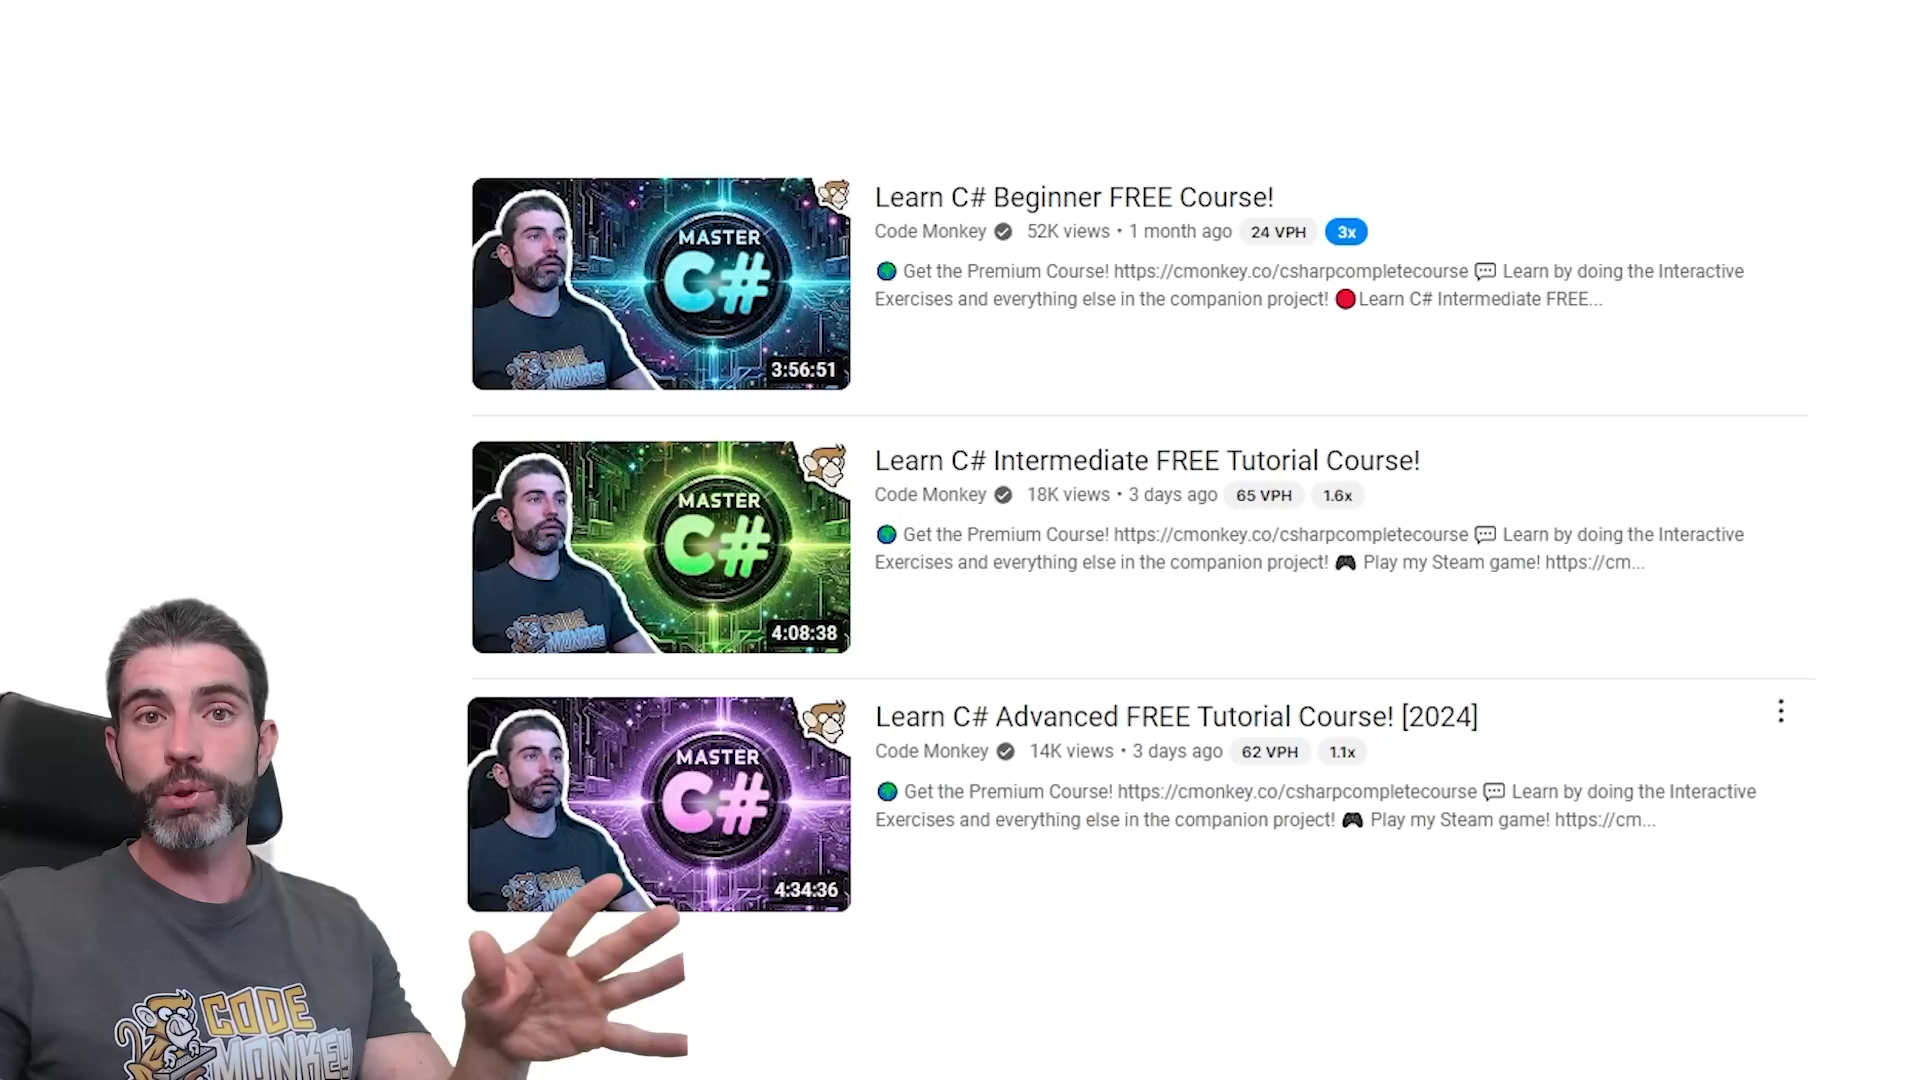 MASTER
C#
3:56:51
Learn C# Beginner FREE Course!
Code Monkey 52K views • 1 month ago 24 VPH 3x
Get the Premium Course! https://cmonkey.co/csharpcompletecourse Learn by doing the Interactive
Exercises and everything else in the companion project! Learn C# Intermediate FREE...
CODE
MONKEY
MASTER
C#
4:08:38
Learn C# Intermediate FREE Tutorial Course!
Code Monkey 18K views • 3 days ago 65 VPH 1.6x
Get the Premium Course! https://cmonkey.co/csharpcompletecourse Learn by doing the Interactive
Exercises and everything else in the companion project! Play my Steam game! https://cm...
CODE
MONKEY
MASTER
C#
4:34:36
Learn C# Advanced FREE Tutorial Course! [2024]
Code Monkey 14K views • 3 days ago 62 VPH 1.1x
Get the Premium Course! https://cmonkey.co/csharpcompletecourse Learn by doing the Interactive
Exercises and everything else in the companion project! Play my Steam game! https://cm...
CODE
CODE
MONKEY